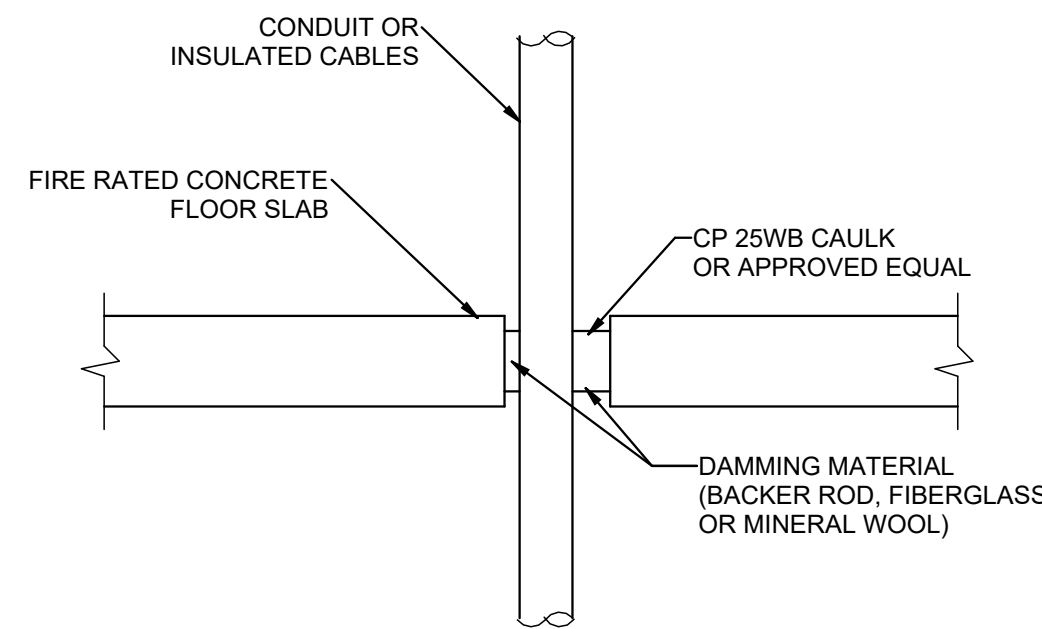 CONDUIT OR
INSULATED CABLES
FIRE RATED CONCRETE
FLOOR SLAB
CP 25WB CAULK
OR APPROVED EQUAL
DAMMING MATERIAL
(BACKER ROD, FIBERGLASS
OR MINERAL WOOL)